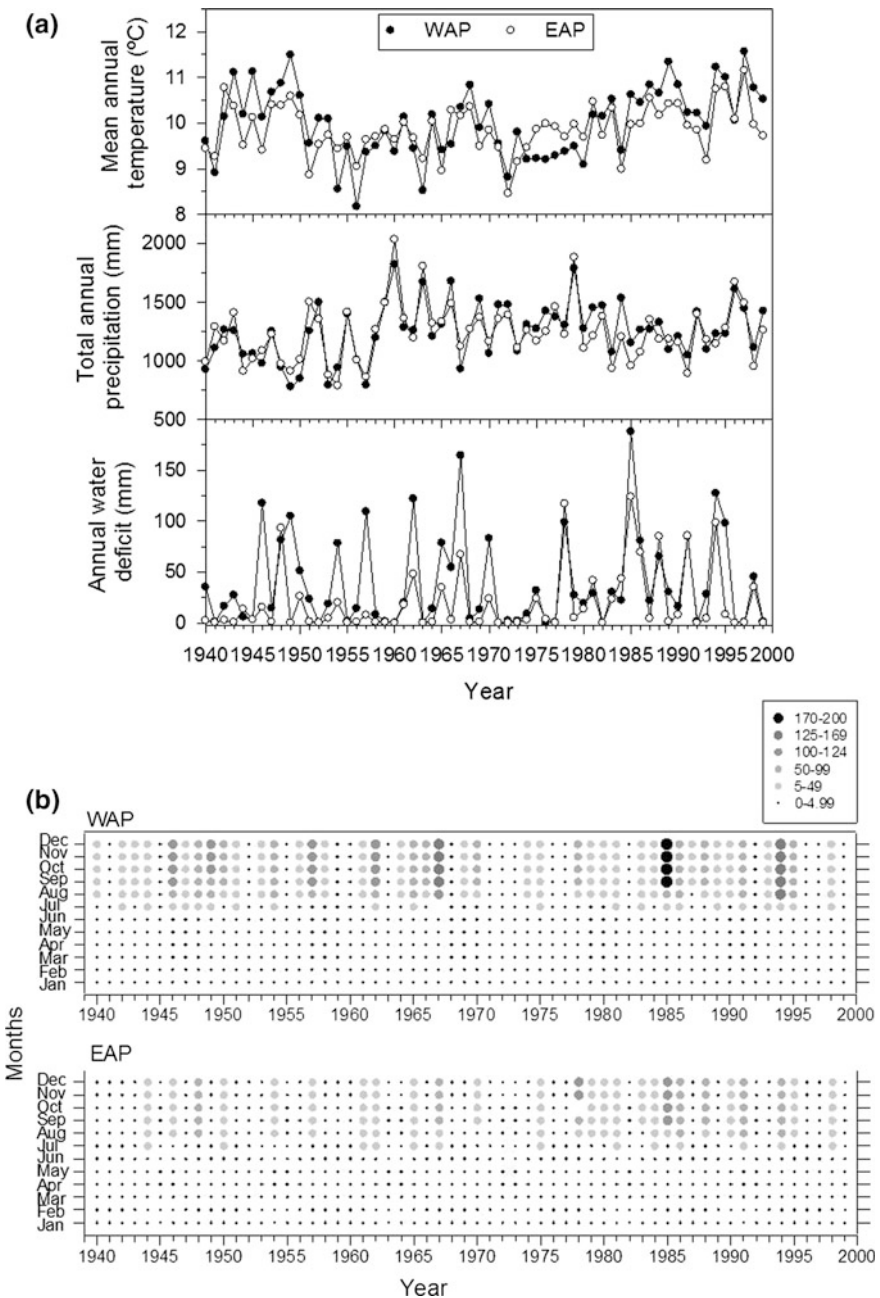 (a)
WAP EAP
Mean annual
temperature (ºC)
12
11
10
9
8
Total annual
precipitation (mm)
2000
1500
1000
500
Annual water
deficit (mm)
150
100
50
0
1940 1945 1950 1955 1960 1965 1970 1975 1980 1985 1990 1995 2000
Year
170-200
125-169
100-124
50-99
5-49
0-4.99
(b)
WAP
Dec
Nov
Oct
Sep
Aug
Jul
Jun
May
Apr
Mar
Feb
Jan
1940 1945 1950 1955 1960 1965 1970 1975 1980 1985 1990 1995 2000
Months
EAP
Dec
Nov
Oct
Sep
Aug
Jul
Jun
May
Apr
Mar
Feb
Jan
1940 1945 1950 1955 1960 1965 1970 1975 1980 1985 1990 1995 2000
Year